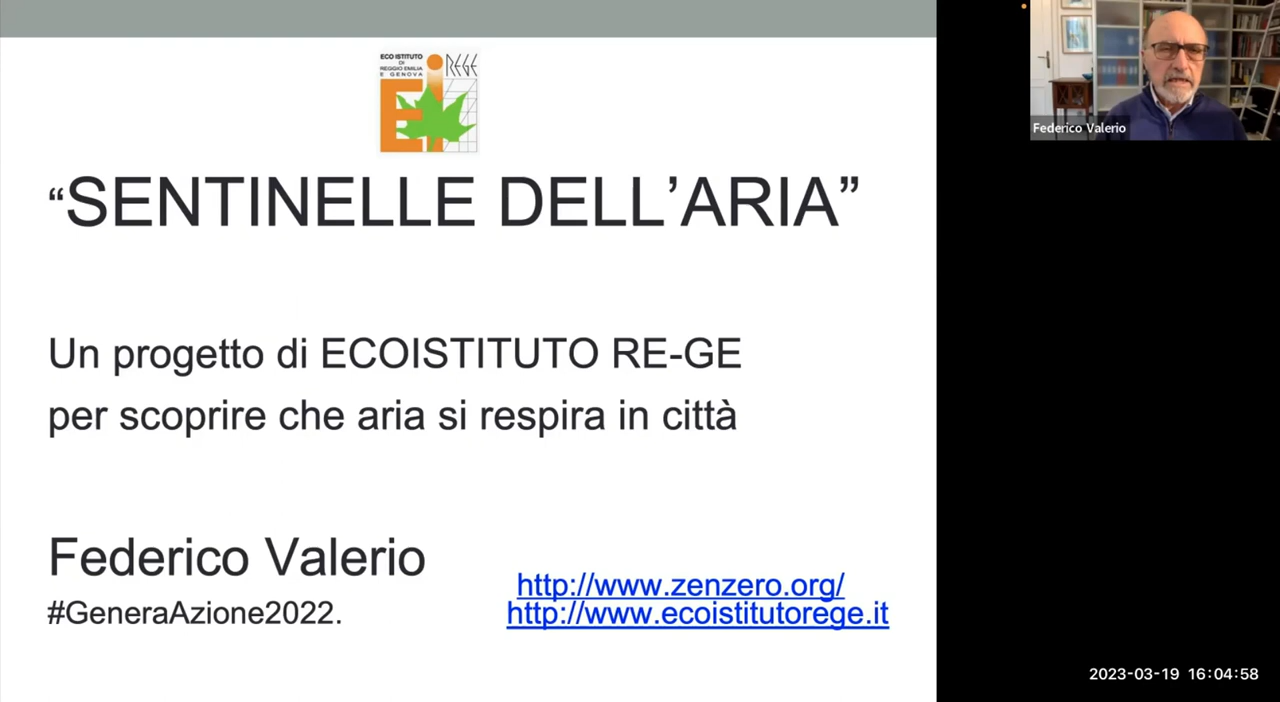 ECO ISTITUTO
DI
REGGIO EMILIA
E GENOVA
REGE
Ei
“SENTINELLE DELL’ARIA”
Un progetto di ECOISTITUTO RE-GE
per scoprire che aria si respira in città
Federico Valerio
#GeneraAzione2022.
http://www.zenzero.org/
http://www.ecoistitutorege.it
Federico Valerio
2023-03-19 16:04:58